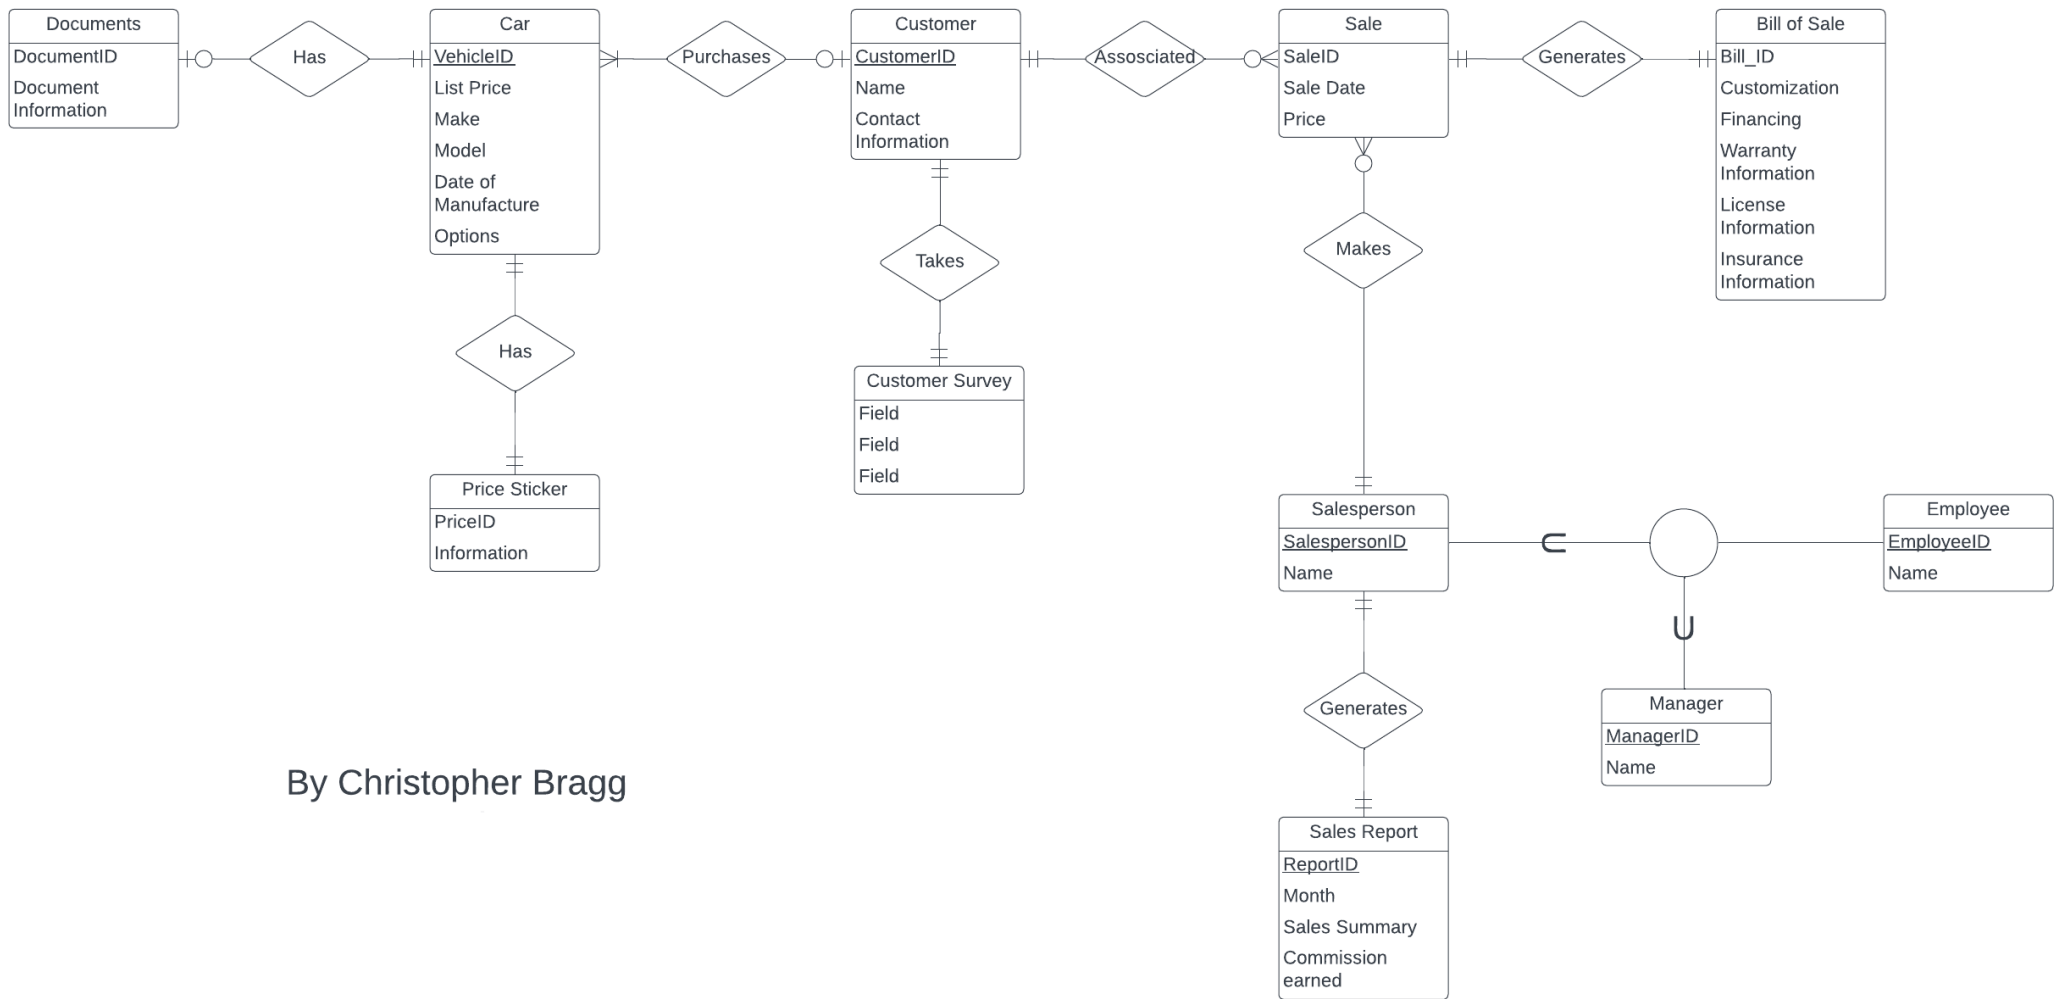 Documents
DocumentID
Document
Information
Has
Car
VehicleID
List Price
Make
Model
Date of
Manufacture
Options
Purchases
Customer
CustomerID
Name
Contact
Information
Assosciated
Sale
SaleID
Sale Date
Price
Generates
Bill of Sale
Bill_ID
Customization
Financing
Warranty
Information
License
Information
Insurance
Information
Has
Takes
Makes
Price Sticker
PriceID
Information
Customer Survey
Field
Field
Field
Salesperson
SalespersonID
Name
Employee
EmployeeID
Name
Manager
ManagerID
Name
Generates
Sales Report
ReportID
Month
Sales Summary
Commission
earned
By Christopher Bragg